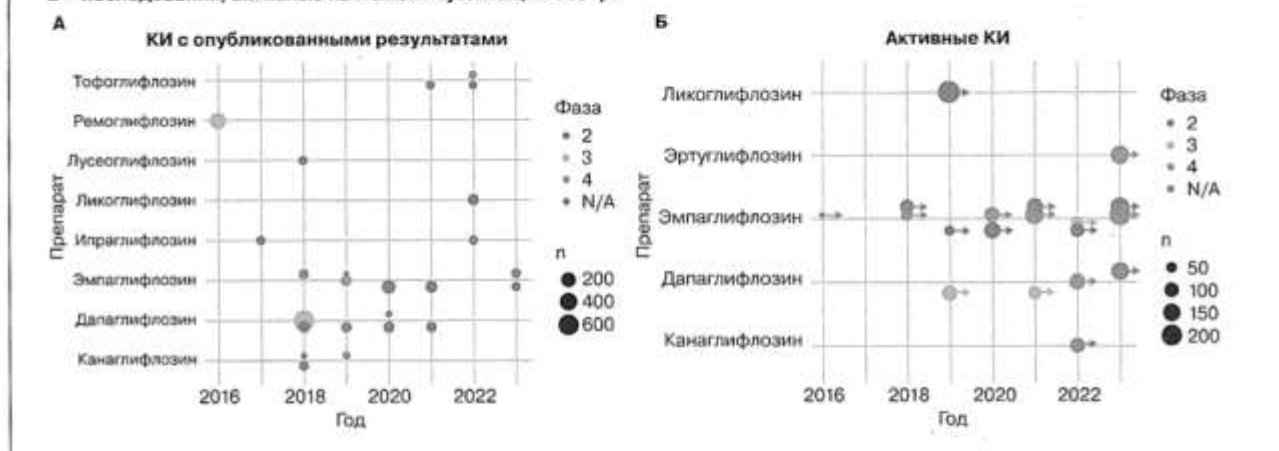 А
КИ с опубликованными результатами
Препарат
Тофоглифлозин
Ремоглифлозин
Лусеоглифлозин
Ликоглифлозин
Ипраглифлозин
Эмпаглифлозин
Дапаглифлозин
Канаглифлозин
2016 2018 2020 2022
Год
Фаза
2
3
4
N/A
n
200
400
600
Б
Активные КИ
Препарат
Ликоглифлозин
Эртуглифлозин
Эмпаглифлозин
Дапаглифлозин
Канаглифлозин
2016 2018 2020 2022
Год
Фаза
2
3
4
N/A
n
50
100
150
200